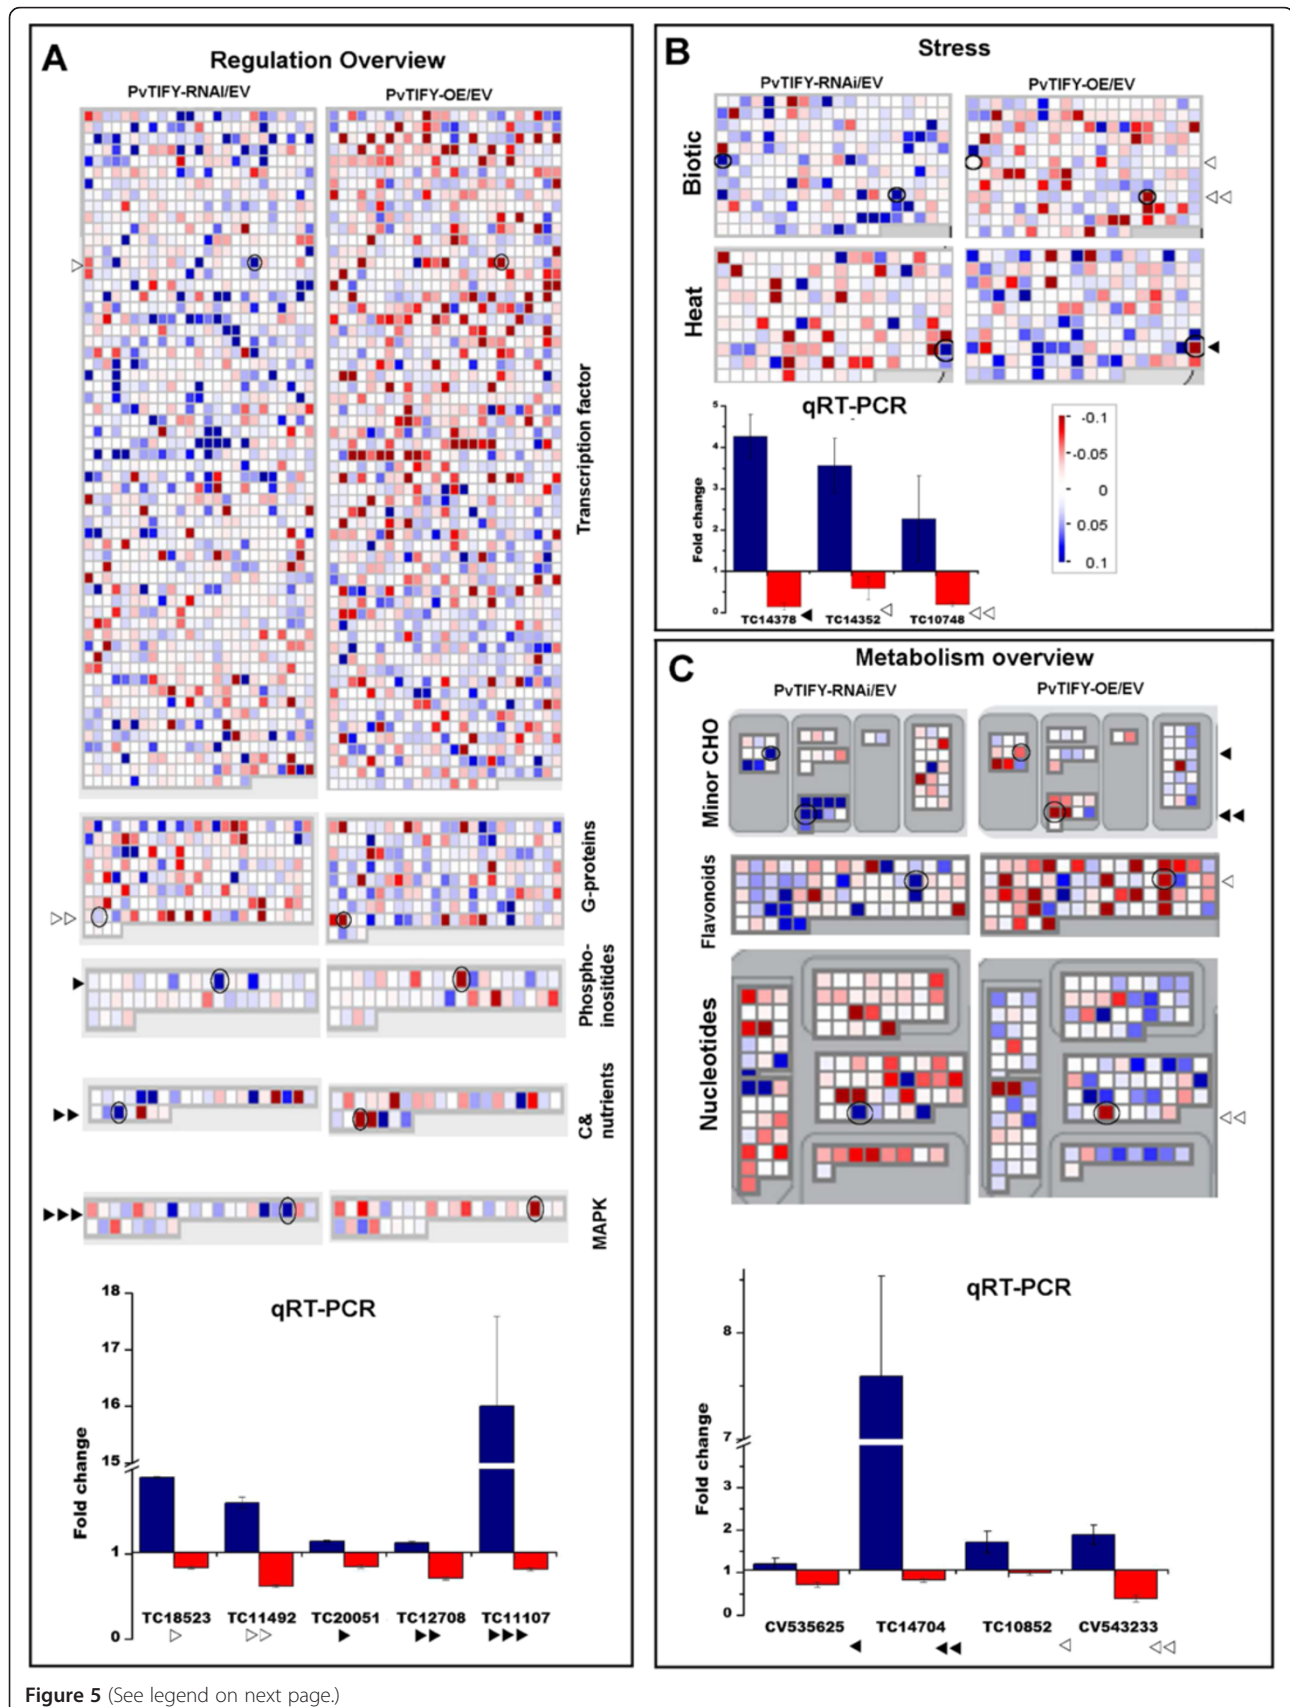 A
Regulation Overview
PvTIFY-RNAI/EV
PvTIFY-OE/EV
Transcription factor
G-proteins
Phospho-
inositides
C&
nutrients
MAPK
qRT-PCR
Fold change
18
17
16
15
1
0
TC18523
TC11492
TC20051
TC12708
TC11107
B
Stress
PvTIFY-RNAi/EV
PvTIFY-OE/EV
Biotic
Heat
qRT-PCR
Fold change
5
4
3
2
1
0
TC14378
TC14352
TC10748
-0.1
-0.05
0
0.05
0.1
C
Metabolism overview
PvTIFY-RNAi/EV
PvTIFY-OE/EV
Minor CHO
Flavonoids
Nucleotides
qRT-PCR
Fold change
8
7
3
2
1
0
CV535625
TC14704
TC10852
CV543233
Figure 5 (See legend on next page.)